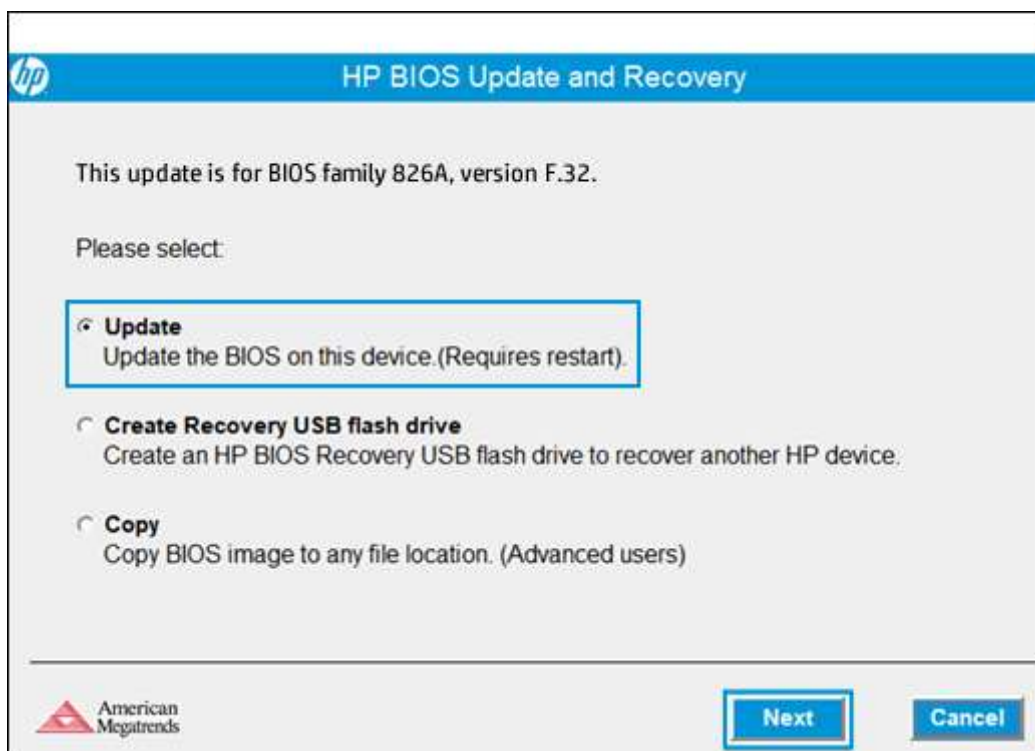 hp
HP BIOS Update and Recovery
This update is for BIOS family 826A, version F.32.
Please select:
Update
Update the BIOS on this device.(Requires restart).
Create Recovery USB flash drive
Create an HP BIOS Recovery USB flash drive to recover another HP device.
Copy
Copy BIOS image to any file location. (Advanced users)
American
Megatrends
Next
Cancel